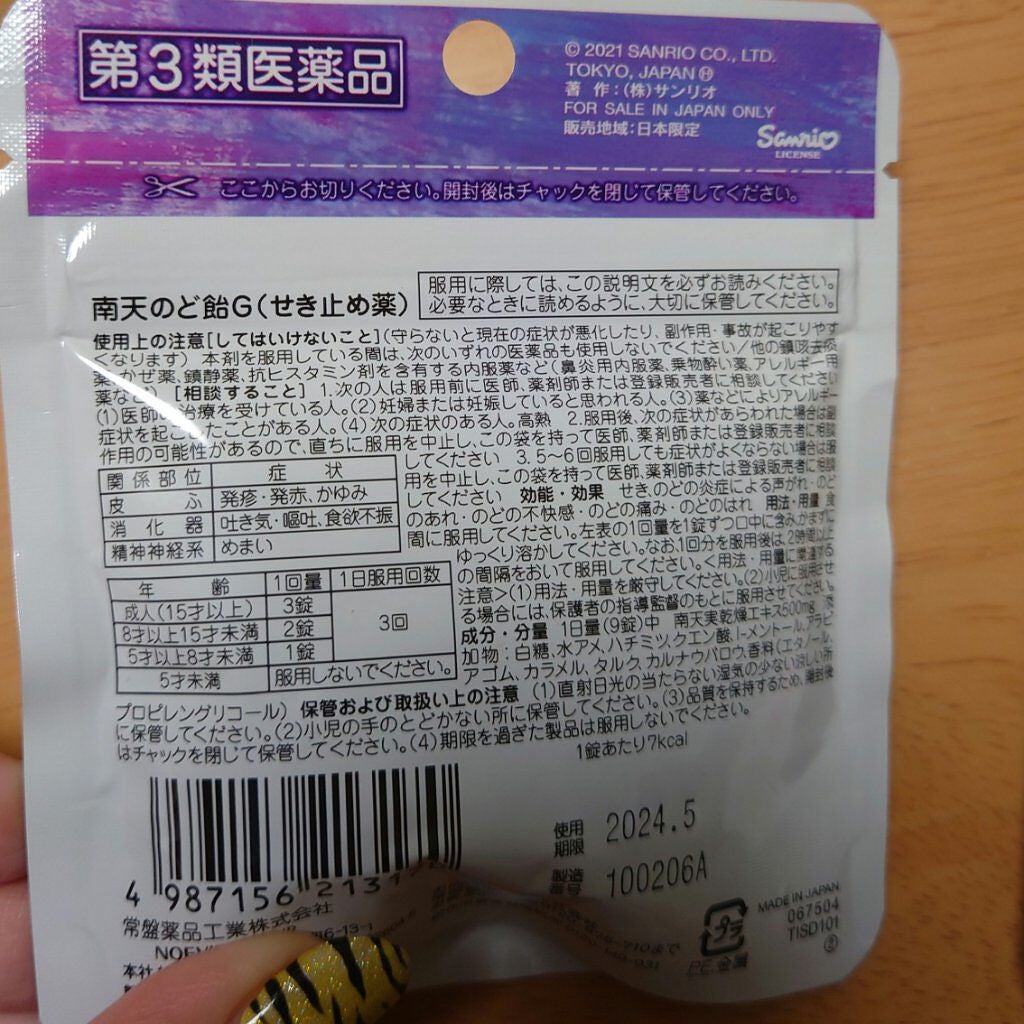 第3類医薬品
© 2021 SANRIO CO., LTD.
TOKYO, JAPAN Ⓗ
著 作:(株)サンリオ
FOR SALE IN JAPAN ONLY
販売地域:日本限定
Sanrio
LICENSE
ここからお切りください。開封後はチャックを閉じて保管してください。
南天のど飴G(せき止め薬)
服用に際しては、この説明文を必ずお読みください。
必要なときに読めるように、大切に保管してください。
使用上の注意[してはいけないこと](守らないと現在の症状が悪化したり、副作用・事故が起こりやす
くなります) 本剤を服用している間は、次のいずれの医薬品も使用しないでください/他の鎮咳去痰
薬、かぜ薬、鎮静薬、抗ヒスタミン剤を含有する内服薬など(鼻炎用内服薬、乗物酔い薬、アレルギー用
薬など) [相談すること] 1.次の人は服用前に医師、薬剤師または登録販売者に相談してください
(1)医師の治療を受けている人。(2)妊婦または妊娠していると思われる人。(3)薬などによりアレルギー
症状を起こしたことがある人。(4)次の症状のある人。高熱 2.服用後、次の症状があらわれた場合は副
作用の可能性があるので、直ちに服用を中止し、この袋を持って医師、薬剤師または登録販売者に相談
してください 3.5〜6回服用しても症状がよくならない場合は服
用を中止し、この袋を持って医師、薬剤師または登録販売者に相談
してください 効能・効果 せき、のどの炎症による声がれ・のど
のあれ・のどの不快感・のどの痛み・のどのはれ 用法・用量 食
間に服用してください。左表の1回量を1錠ずつ口中に含み、かまずに
ゆっくり溶かしてください。なお、1回分を服用後は、2時間以上
の間隔をおいて服用してください。<用法・用量に関連する
注意>(1)用法・用量を厳守してください。(2)小児に服用させ
る場合には、保護者の指導監督のもとに服用させてください。
成分・分量 1日量(9錠)中 南天実乾燥エキス500mg 添
加物:白糖、水アメ、ハチミツ、クエン酸、l-メントール、アラビ
アゴム、カラメル、タルク、カルナウバロウ、香料(エタノール、
関係部位 症 状
皮 ふ 発疹・発赤、かゆみ
消 化 器 吐き気・嘔吐、食欲不振
精神神経系 めまい
年 齢 1回量 1日服用回数
成人(15才以上) 3錠 3回
8才以上15才未満 2錠
5才以上8才未満 1錠
5才未満 服用しないでください。
プロピレングリコール) 保管および取扱い上の注意 (1)直射日光の当たらない湿気の少ない涼しい所
に保管してください。(2)小児の手のとどかない所に保管してください。(3)品質を保持するため、開封後
はチャックを閉じて保管してください。(4)期限を過ぎた製品は服用しないでください。
1錠あたり7kcal
使用
期限 2024.5
製造
番号 100206A
4 987156 2131
常盤薬品工業株式会社
NOEV
本社
PE.金属
MADE IN JAPAN
067504
TISD101